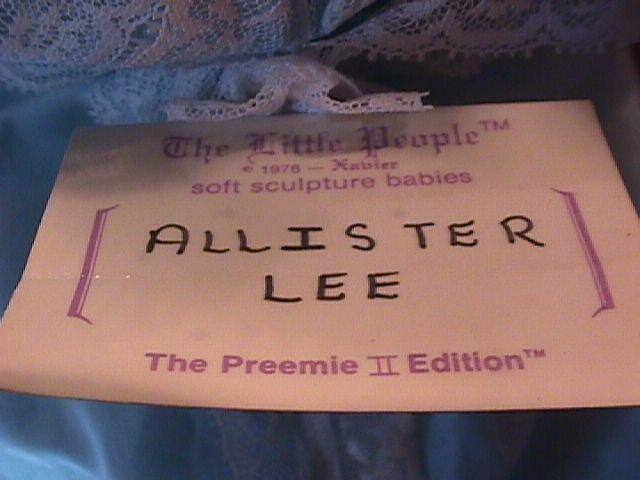 The Little People™
© 1978 — Xavier
soft sculpture babies
ALLISTER
LEE
The Preemie II Edition™